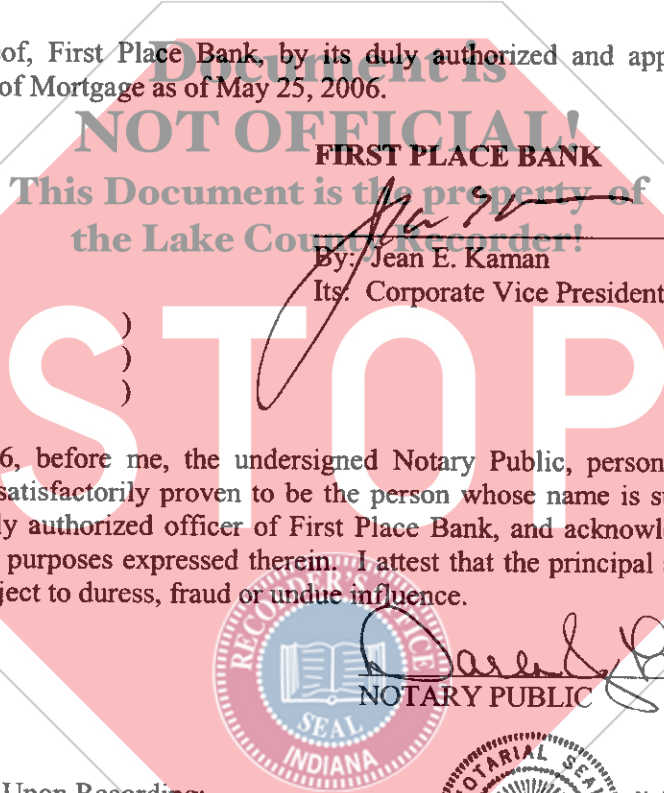 of, First Place Bank, by its duly authorized and app
of Mortgage as of May 25, 2006.
Document is
NOT OFFICIAL!
This Document is the property of
the Lake County Recorder!
FIRST PLACE BANK
By: Jean E. Kaman
Its: Corporate Vice President
)
)
)
STOP
6, before me, the undersigned Notary Public, person
satisfactorily proven to be the person whose name is su
ly authorized officer of First Place Bank, and acknowl
purposes expressed therein. I attest that the principal
ject to duress, fraud or undue influence.
NOTARY PUBLIC
RECORDER'S OFFICE
SEAL
INDIANA
NOTARIAL SEAL
Upon Recording: